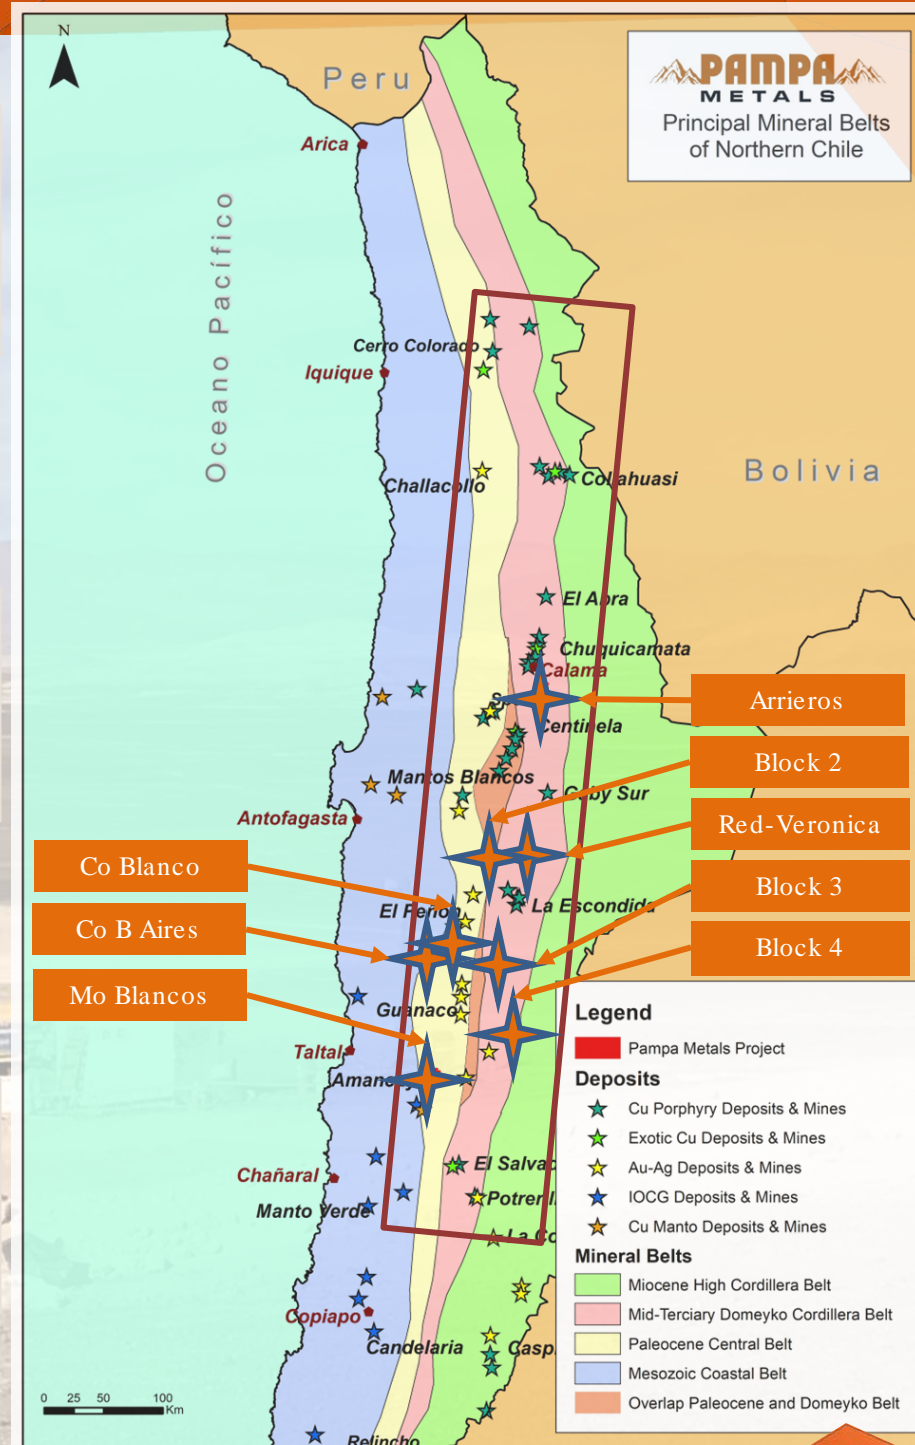 N
Peru
PAMPA
METALS
Principal Mineral Belts
of Northern Chile
Arica
Oceano Pacífico
Cerro Colorado
Iquique
Bolivia
Challacollo
Collahuasi
El Abra
Chuquicamata
Calama
Arrieros
Centinela
Block 2
Mantos Blancos
Gaby Sur
Antofagasta
Red-Veronica
Co Blanco
Block 3
El Peñon
La Escondida
Co B Aires
Block 4
Mo Blancos
Guanaco
Taltal
Legend
Pampa Metals Project
Deposits
Cu Porphyry Deposits & Mines
Exotic Cu Deposits & Mines
Au-Ag Deposits & Mines
IOCG Deposits & Mines
Cu Manto Deposits & Mines
Mineral Belts
Miocene High Cordillera Belt
Mid-Terciary Domeyko Cordillera Belt
Paleocene Central Belt
Mesozoic Coastal Belt
Overlap Paleocene and Domeyko Belt
El Salvad
Chañaral
Manto Verde
La Co
Copiapo
Candelaria
Casp
0 25 50 100
Km
Relincho